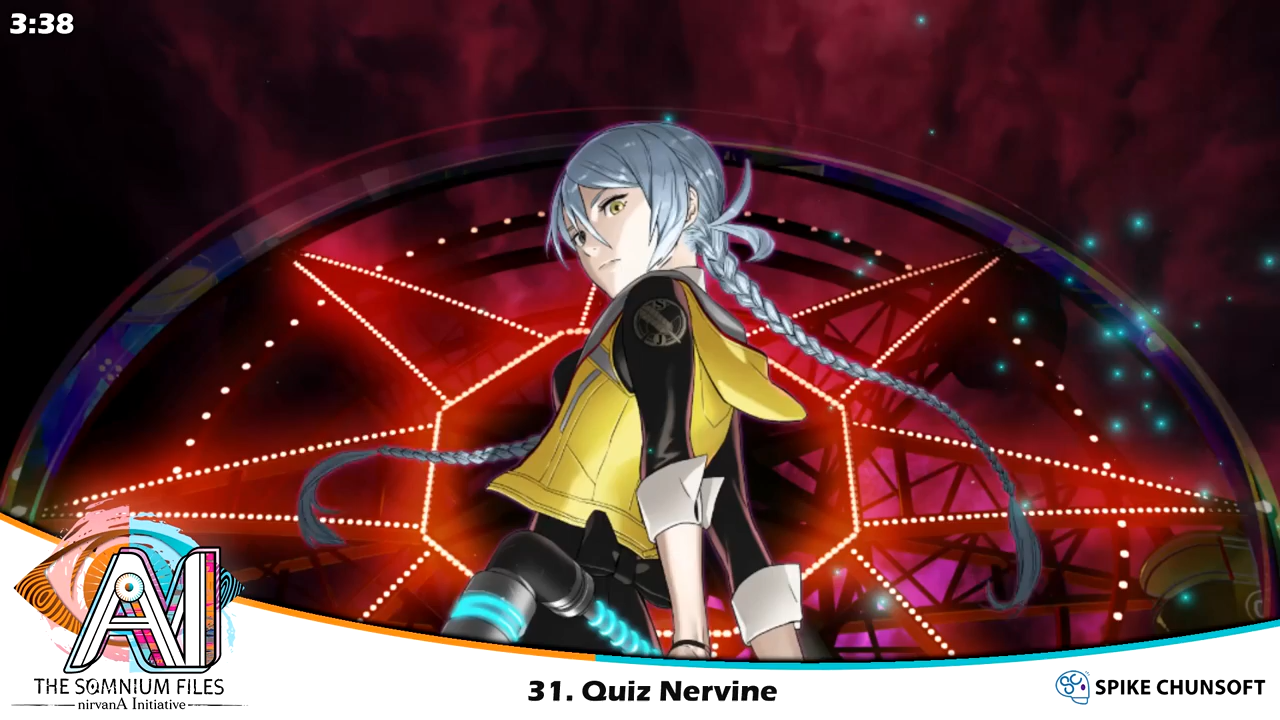 3:38
AI
THE SOMNIUM FILES
nirvanA Initiative
31. Quiz Nervine
SPIKE CHUNSOFT